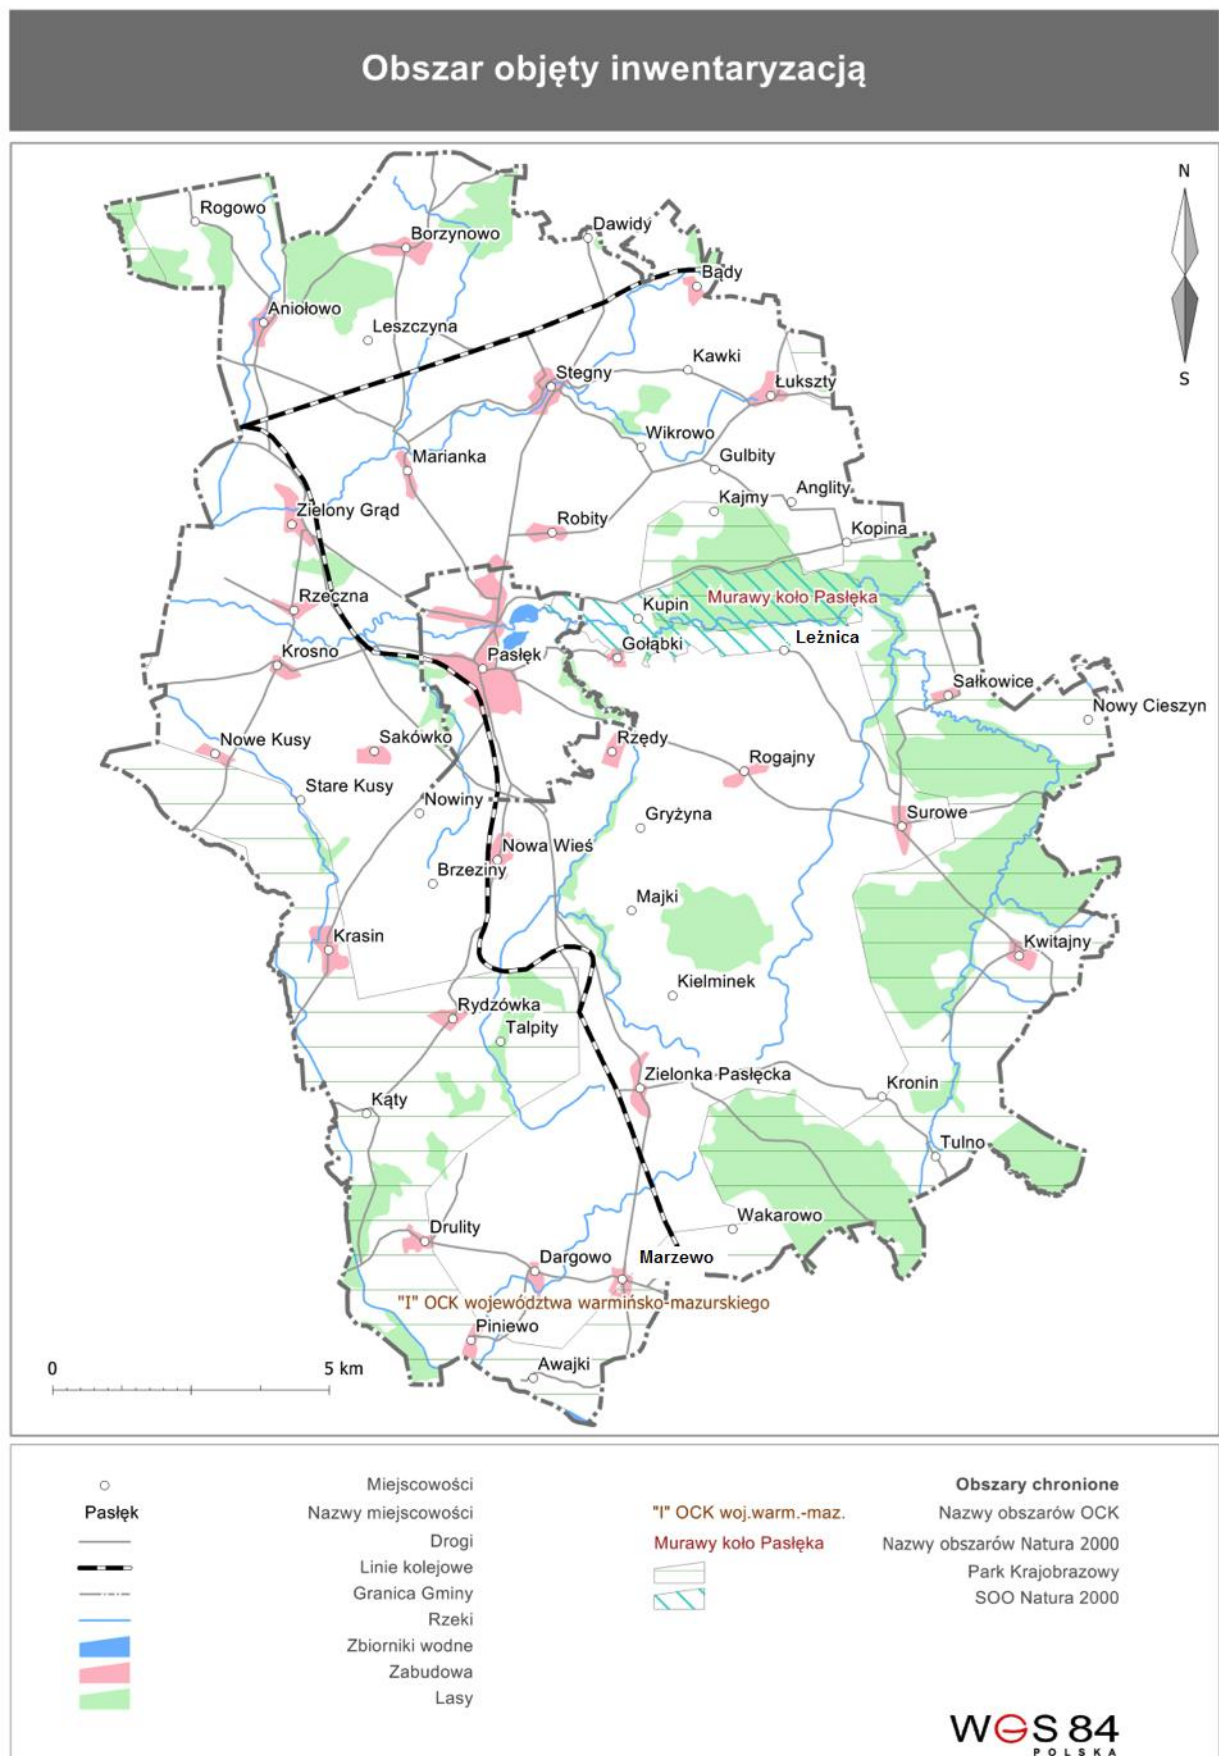 Obszar objęty inwentaryzacją
N
S
Rogowo
Borzynowo
Dawidy
Bądy
Aniołowo
Leszczyna
Stegny
Kawki
Łukszty
Wikrowo
Marianka
Gulbity
Anglity
Kajmy
Zielony Grąd
Robity
Kopina
Rzeczna
Murawy koło Pasłęka
Kupin
Leżnica
Gołąbki
Krosno
Pasłęk
Sałkowice
Nowy Cieszyn
Nowe Kusy
Sakówko
Rzędy
Rogajny
Stare Kusy
Nowiny
Gryżyna
Surowe
Nowa Wieś
Brzeziny
Majki
Krasin
Kwitajny
Kielminek
Rydzówka
Talpity
Zielonka Pasłęcka
Kronin
Kąty
Tulno
Wakarowo
Drulity
Dargowo
Marzewo
"I" OCK województwa warmińsko-mazurskiego
Piniewo
Awajki
0 5 km
Miejscowości
Pasłęk Nazwy miejscowości
Drogi
Linie kolejowe
Granica Gminy
Rzeki
Zbiorniki wodne
Zabudowa
Lasy
Obszary chronione
"I" OCK woj.warm.-maz. Nazwy obszarów OCK
Murawy koło Pasłęka Nazwy obszarów Natura 2000
Park Krajobrazowy
SOO Natura 2000
WGS 84
POLSKA